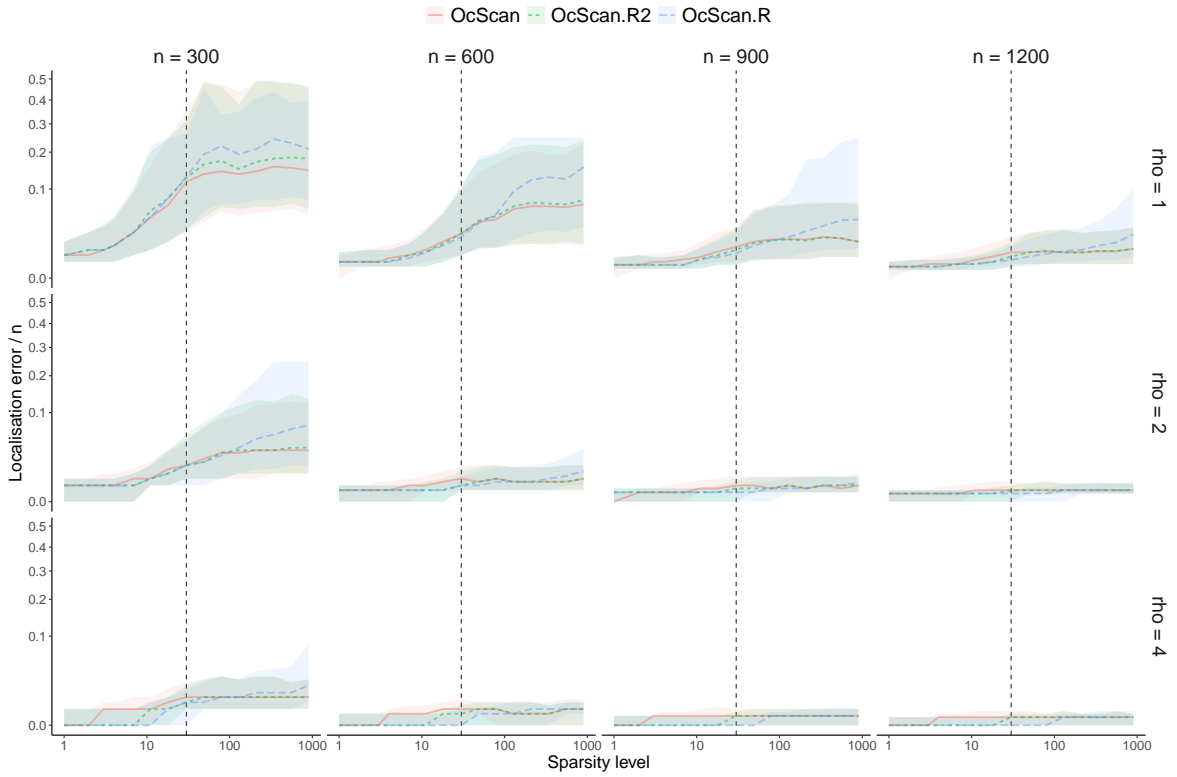 OcScan OcScan.R2 OcScan.R
n = 300 n = 600 n = 900 n = 1200
0.5
0.4
0.3
0.2
0.1
0.0
rho = 1
0.5
0.4
0.3
0.2
0.1
0.0
rho = 2
0.5
0.4
0.3
0.2
0.1
0.0
rho = 4
Localisation error / n
1 10 100 1000 1 10 100 1000 1 10 100 1000 1 10 100 1000
Sparsity level